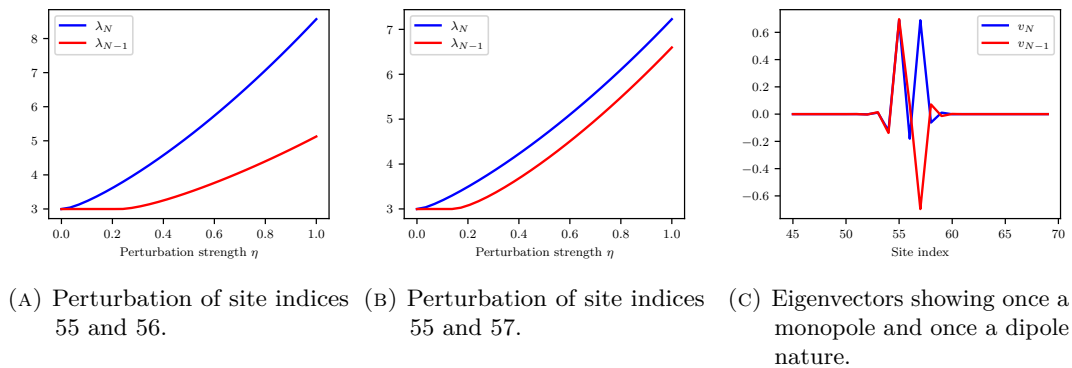 λ_N
λ_{N−1}
8
7
6
5
4
3
0.0 0.2 0.4 0.6 0.8 1.0
Perturbation strength η
λ_N
λ_{N−1}
7
6
5
4
3
0.0 0.2 0.4 0.6 0.8 1.0
Perturbation strength η
v_N
v_{N−1}
0.6
0.4
0.2
0.0
−0.2
−0.4
−0.6
45 50 55 60 65 70
Site index
(A) Perturbation of site indices
55 and 56.
(B) Perturbation of site indices
55 and 57.
(C) Eigenvectors showing once a
monopole and once a dipole
nature.